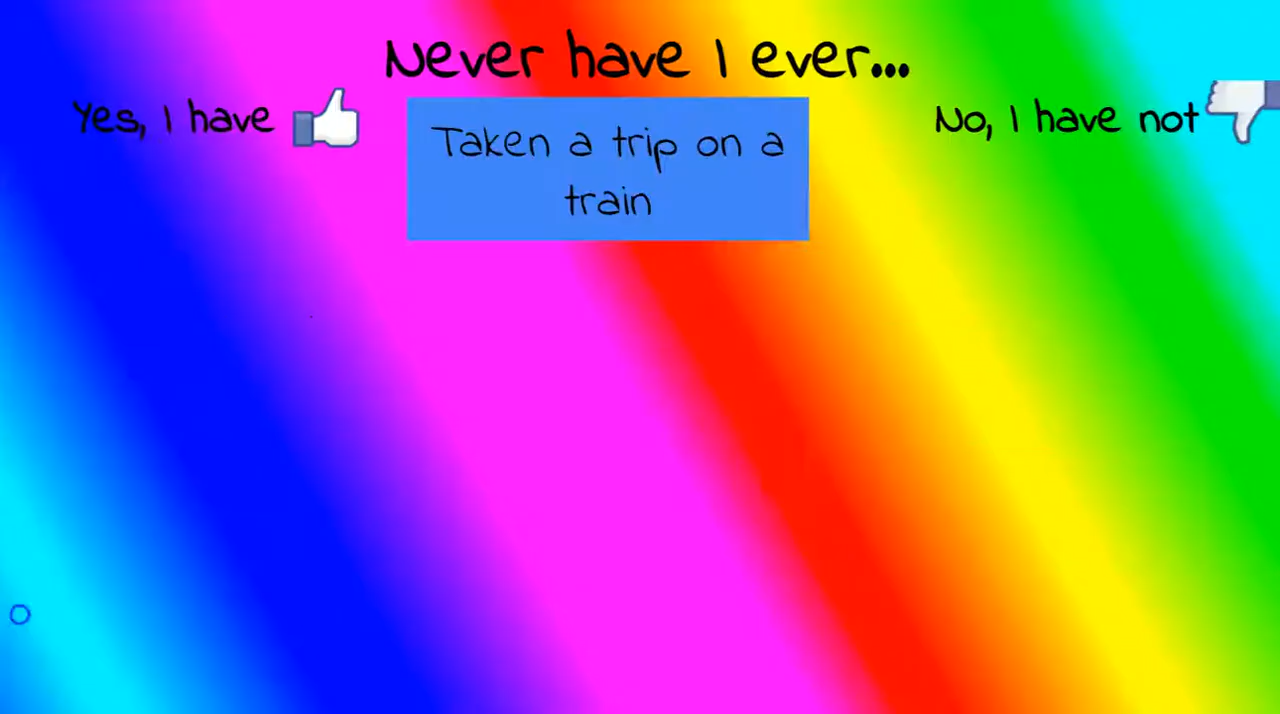 Never have I ever...
Yes, I have
No, I have not
Taken a trip on a
train